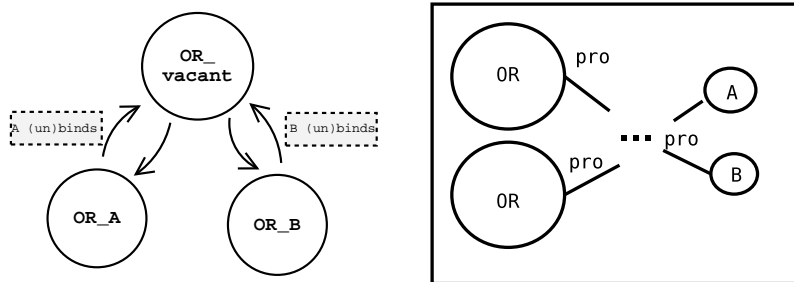 OR_
vacant
A (un)binds
B (un)binds
OR_A
OR_B
OR
pro
A
pro
pro
B
OR